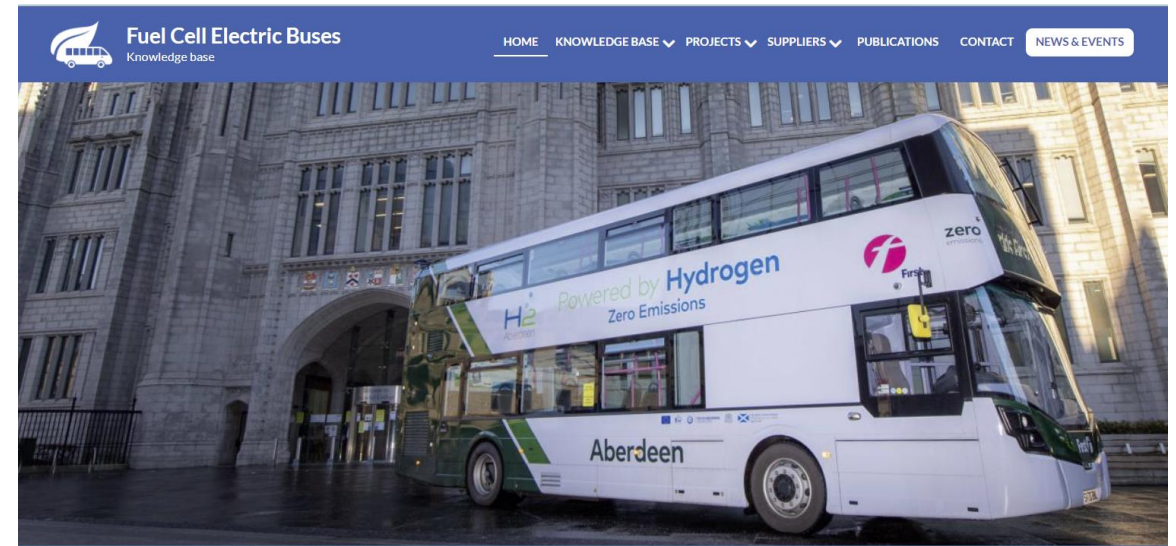 Fuel Cell Electric Buses
Knowledge base
HOME KNOWLEDGE BASE PROJECTS SUPPLIERS PUBLICATIONS CONTACT NEWS & EVENTS
zero
emissions
First
Powered by Hydrogen
Zero Emissions
H2
Aberdeen
Aberdeen